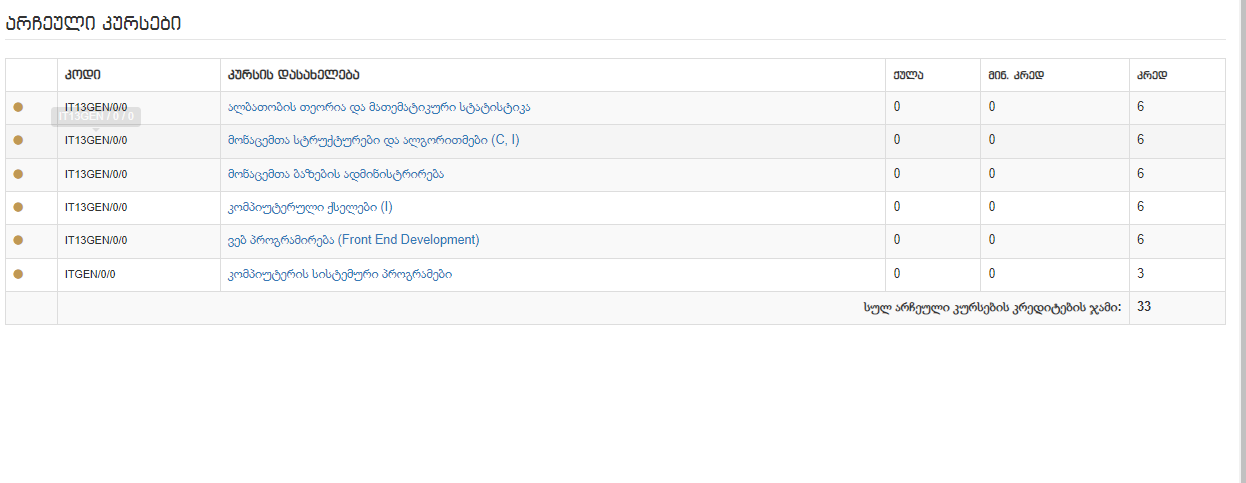 არჩეული კურსები
კოდი კურსის დასახელება ქულა მინ. კრედ კრედ
IT13GEN/0/0 ალბათობის თეორია და მათემატიკური სტატისტიკა 0 0 6
IT13GEN / 0 / 0
IT13GEN/0/0 მონაცემთა სტრუქტურები და ალგორითმები (C, I) 0 0 6
IT13GEN/0/0 მონაცემთა ბაზების ადმინისტრირება 0 0 6
IT13GEN/0/0 კომპიუტერული ქსელები (I) 0 0 6
IT13GEN/0/0 ვებ პროგრამირება (Front End Development) 0 0 6
ITGEN/0/0 კომპიუტერის სისტემური პროგრამები 0 0 3
სულ არჩეული კურსების კრედიტების ჯამი: 33